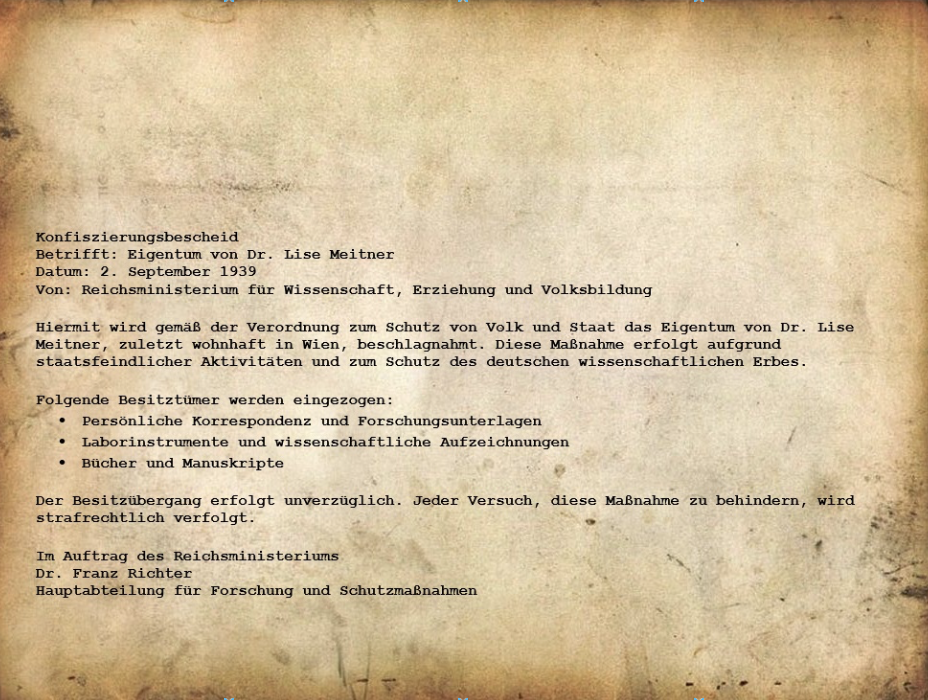 Konfiszierungsbescheid
Betrifft: Eigentum von Dr. Lise Meitner
Datum: 2. September 1939
Von: Reichsministerium für Wissenschaft, Erziehung und Volksbildung
Hiermit wird gemäß der Verordnung zum Schutz von Volk und Staat das Eigentum von Dr. Lise
Meitner, zuletzt wohnhaft in Wien, beschlagnahmt. Diese Maßnahme erfolgt aufgrund
staatsfeindlicher Aktivitäten und zum Schutz des deutschen wissenschaftlichen Erbes.
Folgende Besitztümer werden eingezogen:
• Persönliche Korrespondenz und Forschungsunterlagen
• Laborinstrumente und wissenschaftliche Aufzeichnungen
• Bücher und Manuskripte
Der Besitzübergang erfolgt unverzüglich. Jeder Versuch, diese Maßnahme zu behindern, wird
strafrechtlich verfolgt.
Im Auftrag des Reichsministeriums
Dr. Franz Richter
Hauptabteilung für Forschung und Schutzmaßnahmen